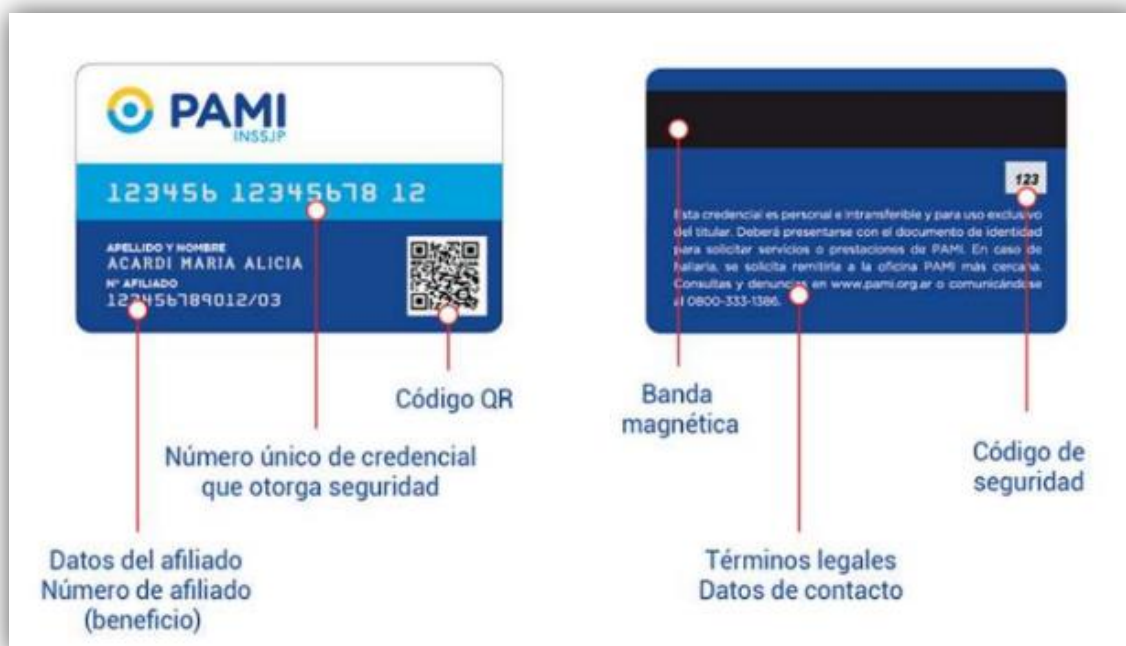 PAMI
INSSJP
123456 12345678 12
APELLIDO Y NOMBRE
ACARDI MARIA ALICIA
N° AFILIADO
123456789012/03
Código QR
Número único de credencial
que otorga seguridad
Datos del afiliado
Número de afiliado
(beneficio)
123
Esta credencial es personal e intransferible y para uso exclusivo
del titular. Deberá presentarse con el documento de identidad
para solicitar servicios o prestaciones de PAMI. En caso de
hallarla, se solicita remitirla a la oficina PAMI más cercana.
Consultas y denuncias en www.pami.org.ar o comunicándose
al 0800-333-1386.
Banda
magnética
Código de
seguridad
Términos legales
Datos de contacto